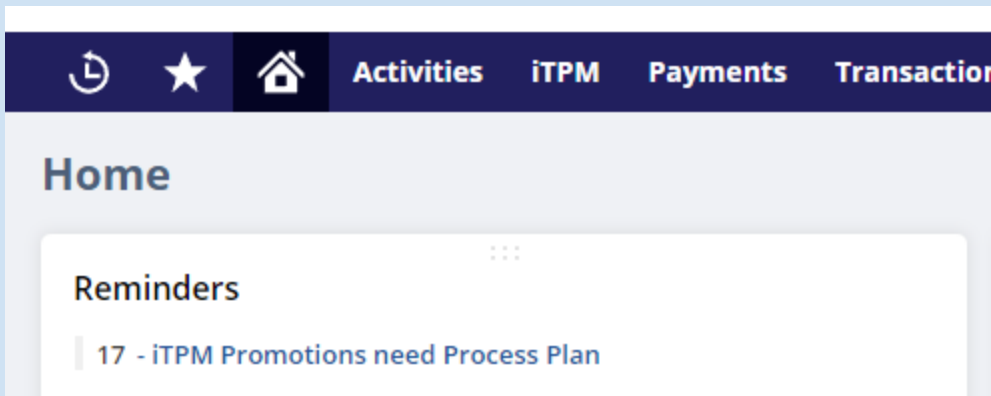 Activities iTPM Payments
Home
Reminders
17 - iTPM Promotions need Process Plan